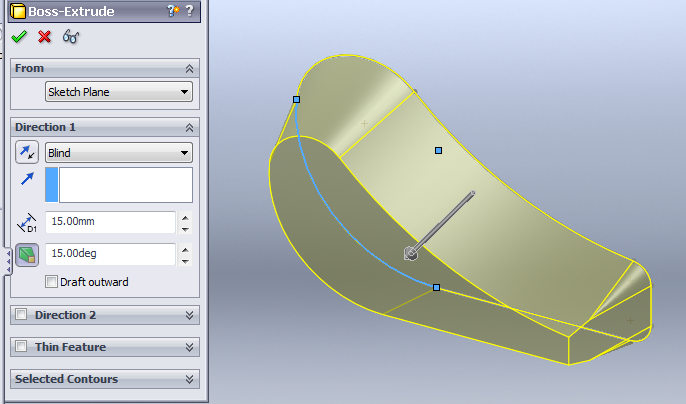 Boss-Extrude
From
Sketch Plane
Direction 1
Blind
D1
15.00mm
15.00deg
Draft outward
Direction 2
Thin Feature
Selected Contours